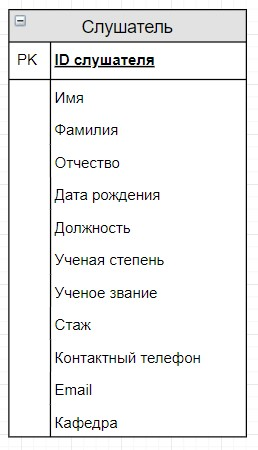 Слушатель
PK ID слушателя
Имя
Фамилия
Отчество
Дата рождения
Должность
Ученая степень
Ученое звание
Стаж
Контактный телефон
Email
Кафедра